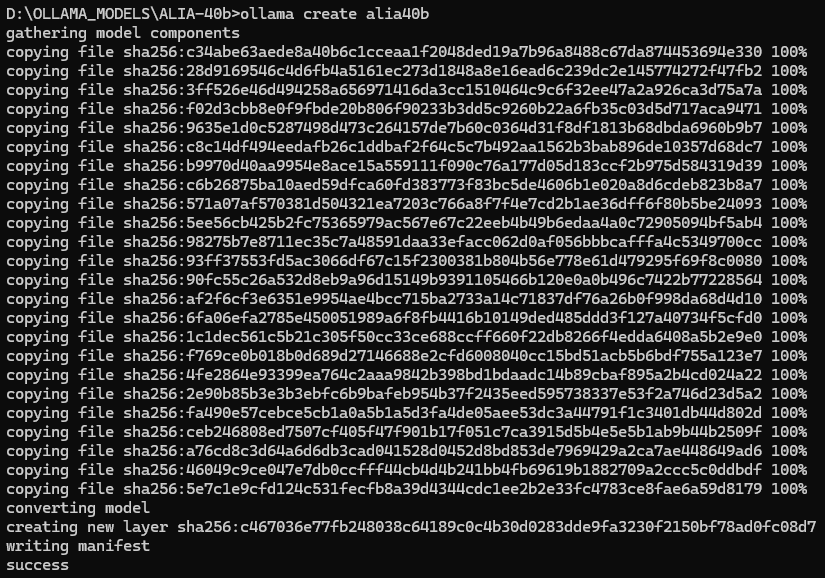 D:\OLLAMA_MODELS\ALIA-40b>ollama create alia40b
gathering model components
copying file sha256:c34abe63aede8a40b6c1cceaa1f2048ded19a7b96a8488c67da874453694e330 100%
copying file sha256:28d9169546c4d6fb4a5161ec273d1848a8e16ead6c239dc2e145774272f47fb2 100%
copying file sha256:3ff526e46d494258a656971416da3cc1510464c9c6f32ee47a2a926ca3d75a7a 100%
copying file sha256:f02d3cbb8e0f9fbde20b806f90233b3dd5c9260b22a6fb35c03d5d717aca9471 100%
copying file sha256:9635e1d0c5287498d473c264157de7b60c0364d31f8df1813b68dbda6960b9b7 100%
copying file sha256:c8c14df494eedafb26c1ddbaf2f64c5c7b492aa1562b3bab896de10357d68dc7 100%
copying file sha256:b9970d40aa9954e8ace15a559111f090c76a177d05d183ccf2b975d584319d39 100%
copying file sha256:c6b26875ba10aed59dfca60fd383773f83bc5de4606b1e020a8d6cdeb823b8a7 100%
copying file sha256:571a07af570381d504321ea7203c766a8f7f4e7cd2b1ae36dff6f80b5be24093 100%
copying file sha256:5ee56cb425b2fc75365979ac567e67c22eeb4b49b6edaa4a0c72905094bf5ab4 100%
copying file sha256:98275b7e8711ec35c7a48591daa33efacc062d0af056bbbcafffa4c5349700cc 100%
copying file sha256:93ff37553fd5ac3066df67c15f2300381b804b56e778e61d479295f69f8c0080 100%
copying file sha256:90fc55c26a532d8eb9a96d15149b9391105466b120e0a0b496c7422b77228564 100%
copying file sha256:af2f6cf3e6351e9954ae4bcc715ba2733a14c71837df76a26b0f998da68d4d10 100%
copying file sha256:6fa06efa2785e450051989a6f8fb4416b10149ded485ddd3f127a40734f5cfd0 100%
copying file sha256:1c1dec561c5b21c305f50cc33ce688ccff660f22db8266f4edda6408a5b2e9e0 100%
copying file sha256:f769ce0b018b0d689d27146688e2cfd6008040cc15bd51acb5b6bdf755a123e7 100%
copying file sha256:4fe2864e93399ea764c2aaa9842b398bd1bdaadc14b89cbaf895a2b4cd024a22 100%
copying file sha256:2e90b85b3e3b3ebfc6b9bafeb954b37f2435eed595738337e53f2a746d23d5a2 100%
copying file sha256:fa490e57cebce5cb1a0a5b1a5d3fa4de05aee53dc3a44791f1c3401db44d802d 100%
copying file sha256:ceb246808ed7507cf405f47f901b17f051c7ca3915d5b4e5e5b1ab9b44b2509f 100%
copying file sha256:a76cd8c3d64a6d6db3cad041528d0452d8bd853de7969429a2ca7ae448649ad6 100%
copying file sha256:46049c9ce047e7db0ccfff44cb4d4b241bb4fb69619b1882709a2ccc5c0ddbdf 100%
copying file sha256:5e7c1e9cfd124c531fecfb8a39d4344cdc1ee2b2e33fc4783ce8fae6a59d8179 100%
converting model
creating new layer sha256:c467036e77fb248038c64189c0c4b30d0283dde9fa3230f2150bf78ad0fc08d7
writing manifest
success